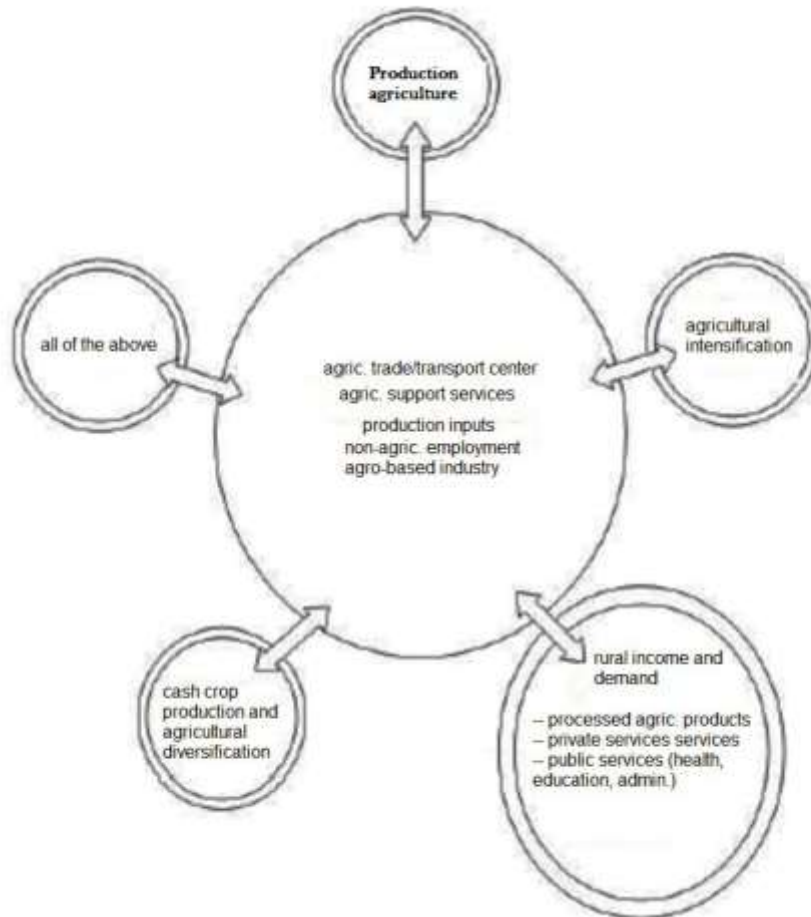 Production
agriculture
all of the above
agricultural
intensification
agric. trade/transport center
agric. support services
production inputs
non-agric. employment
agro-based industry
cash crop
production and
agricultural
diversification
rural income and
demand
– processed agric. products
– private services services
– public services (health,
education, admin.)